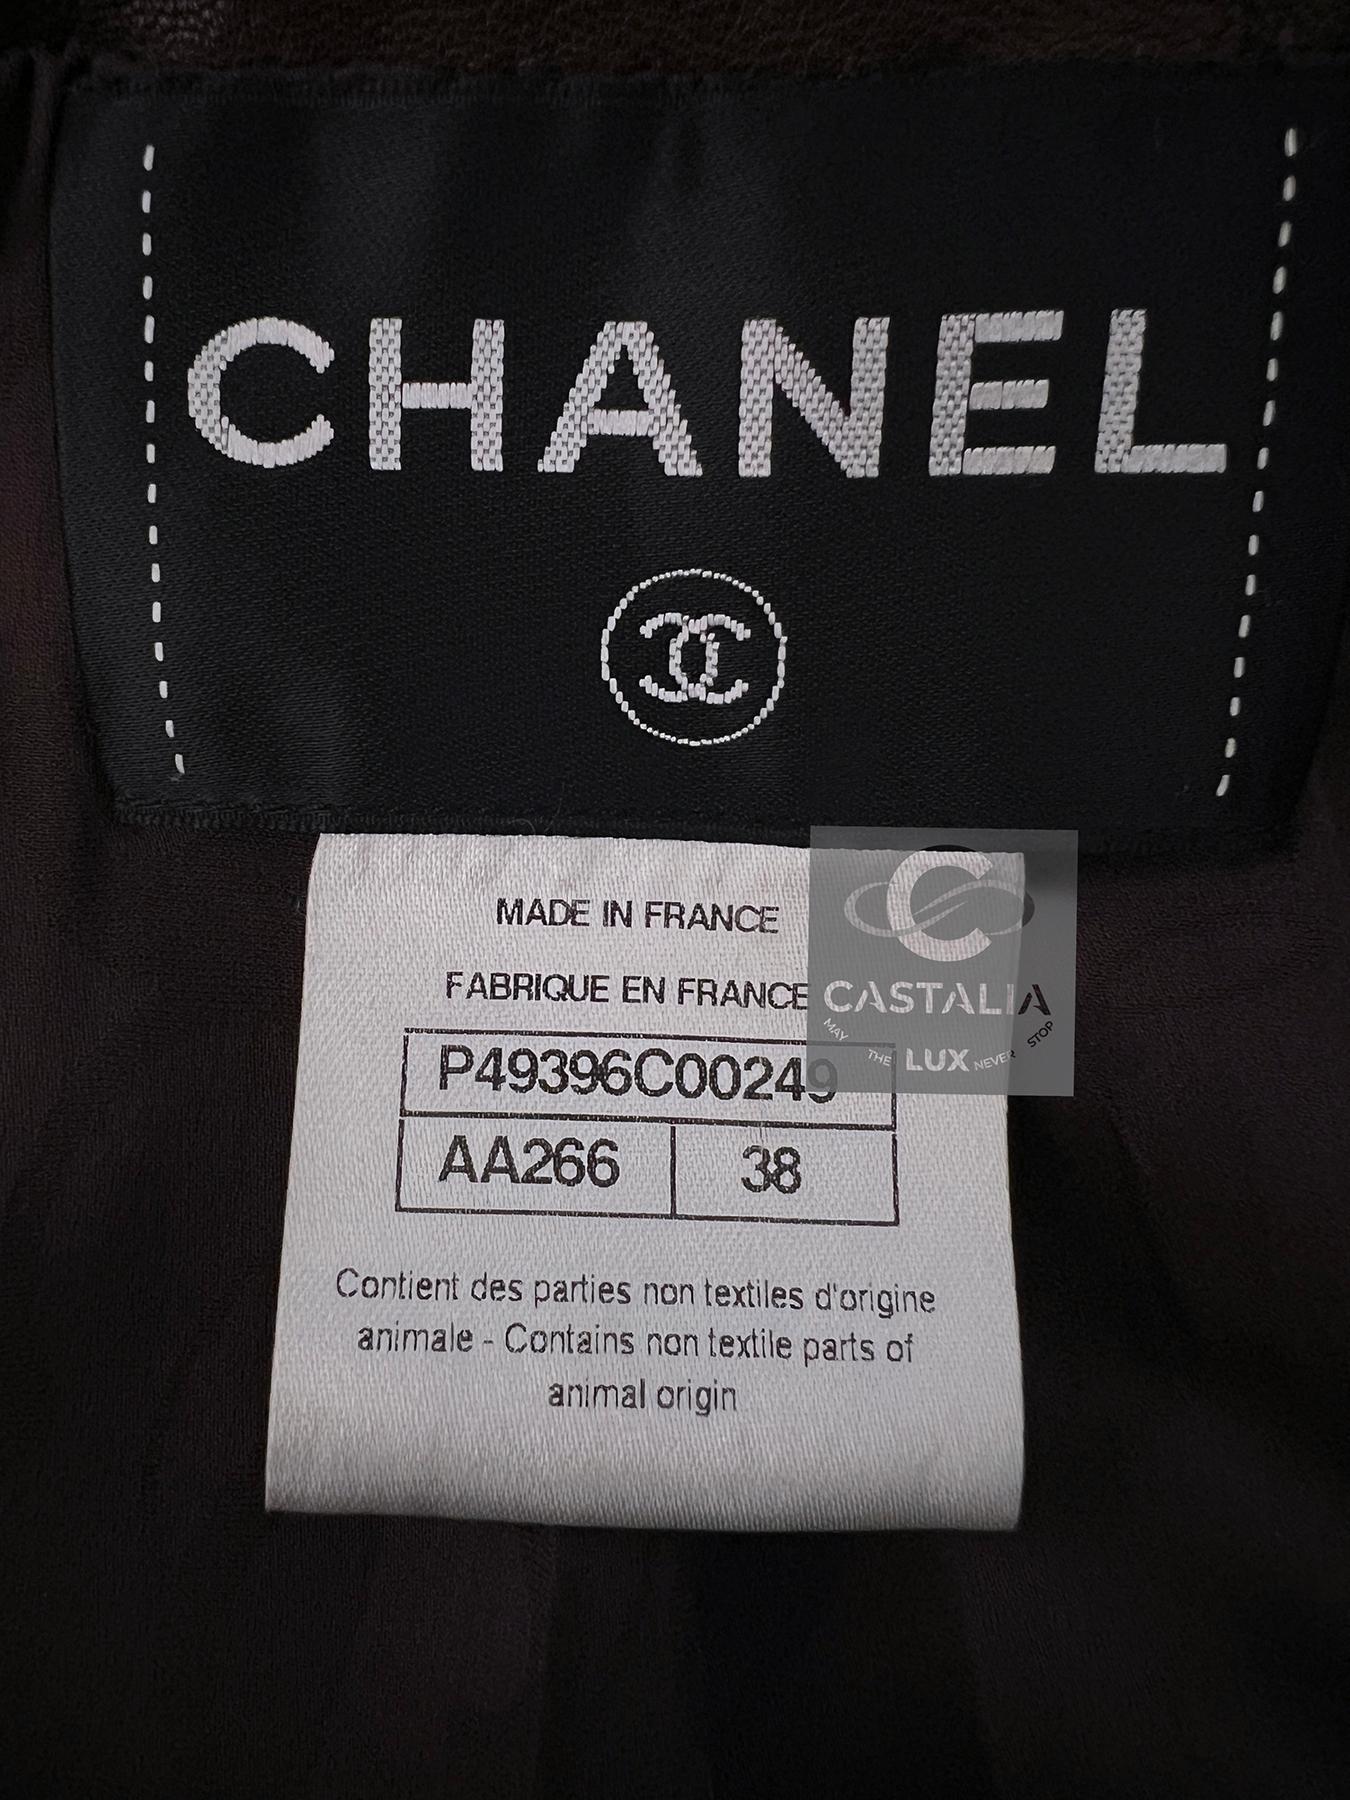 CHANEL
MADE IN FRANCE
FABRIQUE EN FRANCE
P49396C00249
AA266 38
Contient des parties non textiles d'origine
animale - Contains non textile parts of
animal origin
C
CASTALIA
MAY THE LUX NEVER STOP